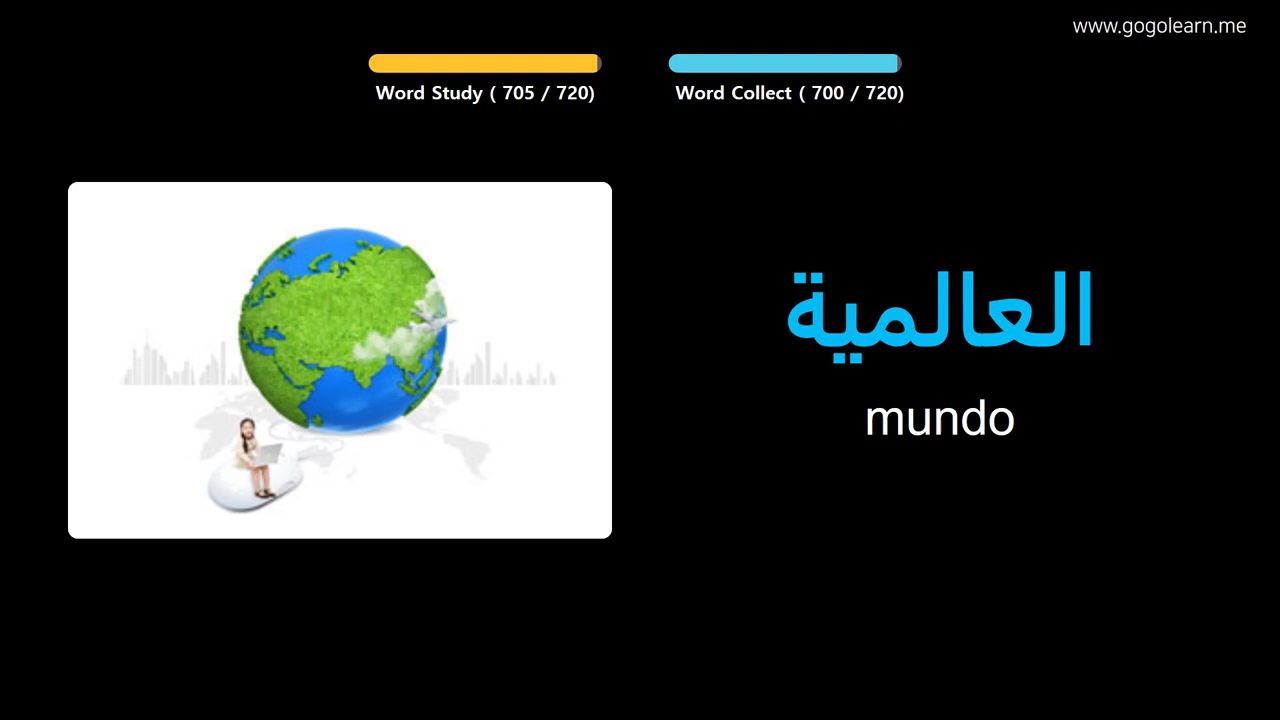 www.gogolearn.me
Word Study ( 705 / 720)
Word Collect ( 700 / 720)
العالمية
mundo